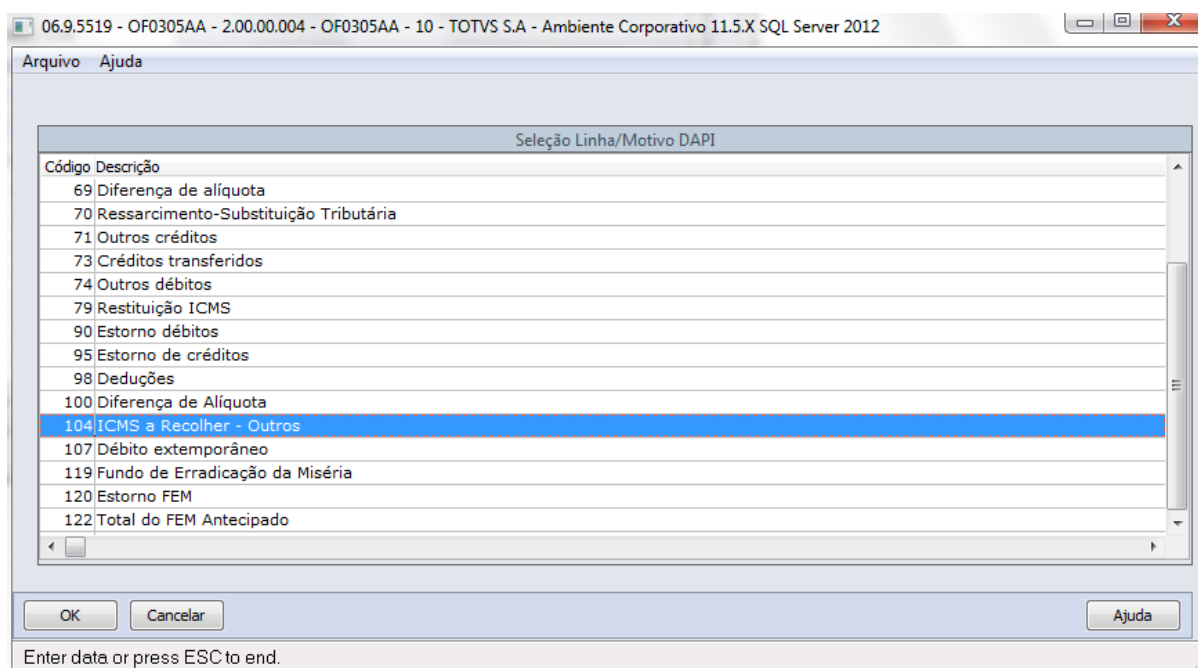 06.9.5519 - OF0305AA - 2.00.00.004 - OF0305AA - 10 - TOTVS S.A - Ambiente Corporativo 11.5.X SQL Server 2012
Arquivo Ajuda
Seleção Linha/Motivo DAPI
Código Descrição
69 Diferença de alíquota
70 Ressarcimento-Substituição Tributária
71 Outros créditos
73 Créditos transferidos
74 Outros débitos
79 Restituição ICMS
90 Estorno débitos
95 Estorno de créditos
98 Deduções
100 Diferença de Alíquota
104 ICMS a Recolher - Outros
107 Débito extemporâneo
119 Fundo de Erradicação da Miséria
120 Estorno FEM
122 Total do FEM Antecipado
OK Cancelar Ajuda
Enter data or press ESC to end.